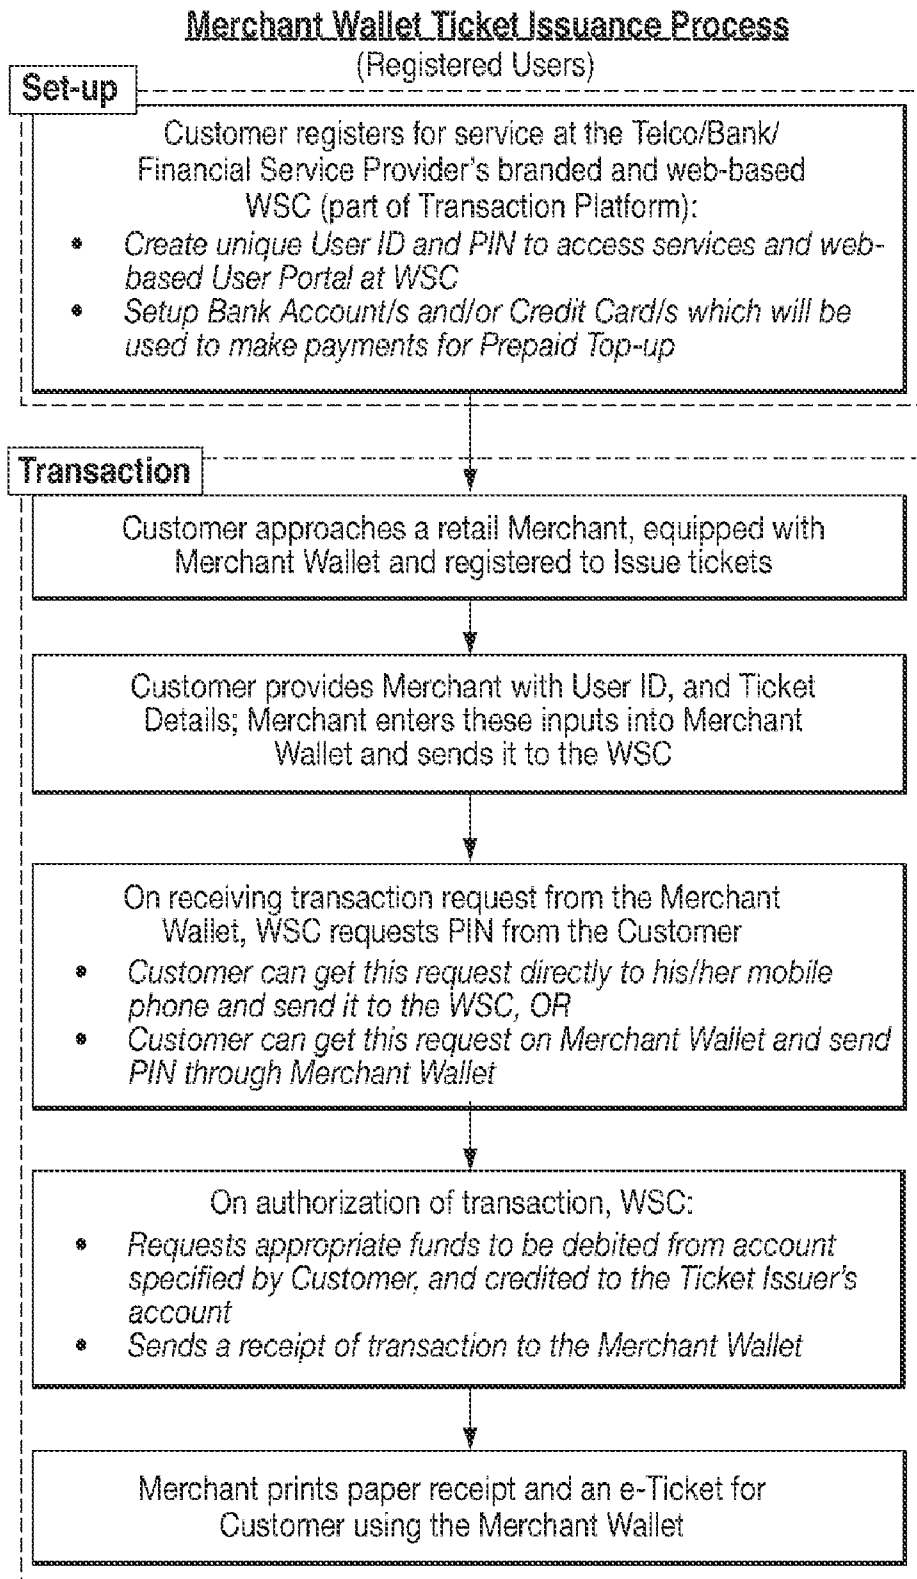 Merchant Wallet Ticket Issuance Process
(Registered Users)
Set-up
Customer registers for service at the Telco/Bank/
Financial Service Provider's branded and web-based
WSC (part of Transaction Platform):
• Create unique User ID and PIN to access services and web-
based User Portal at WSC
• Setup Bank Account/s and/or Credit Card/s which will be
used to make payments for Prepaid Top-up
Transaction
Customer approaches a retail Merchant, equipped with
Merchant Wallet and registered to Issue tickets
Customer provides Merchant with User ID, and Ticket
Details; Merchant enters these inputs into Merchant
Wallet and sends it to the WSC
On receiving transaction request from the Merchant
Wallet, WSC requests PIN from the Customer
• Customer can get this request directly to his/her mobile
phone and send it to the WSC, OR
• Customer can get this request on Merchant Wallet and send
PIN through Merchant Wallet
On authorization of transaction, WSC:
• Requests appropriate funds to be debited from account
specified by Customer, and credited to the Ticket Issuer's
account
• Sends a receipt of transaction to the Merchant Wallet
Merchant prints paper receipt and an e-Ticket for
Customer using the Merchant Wallet